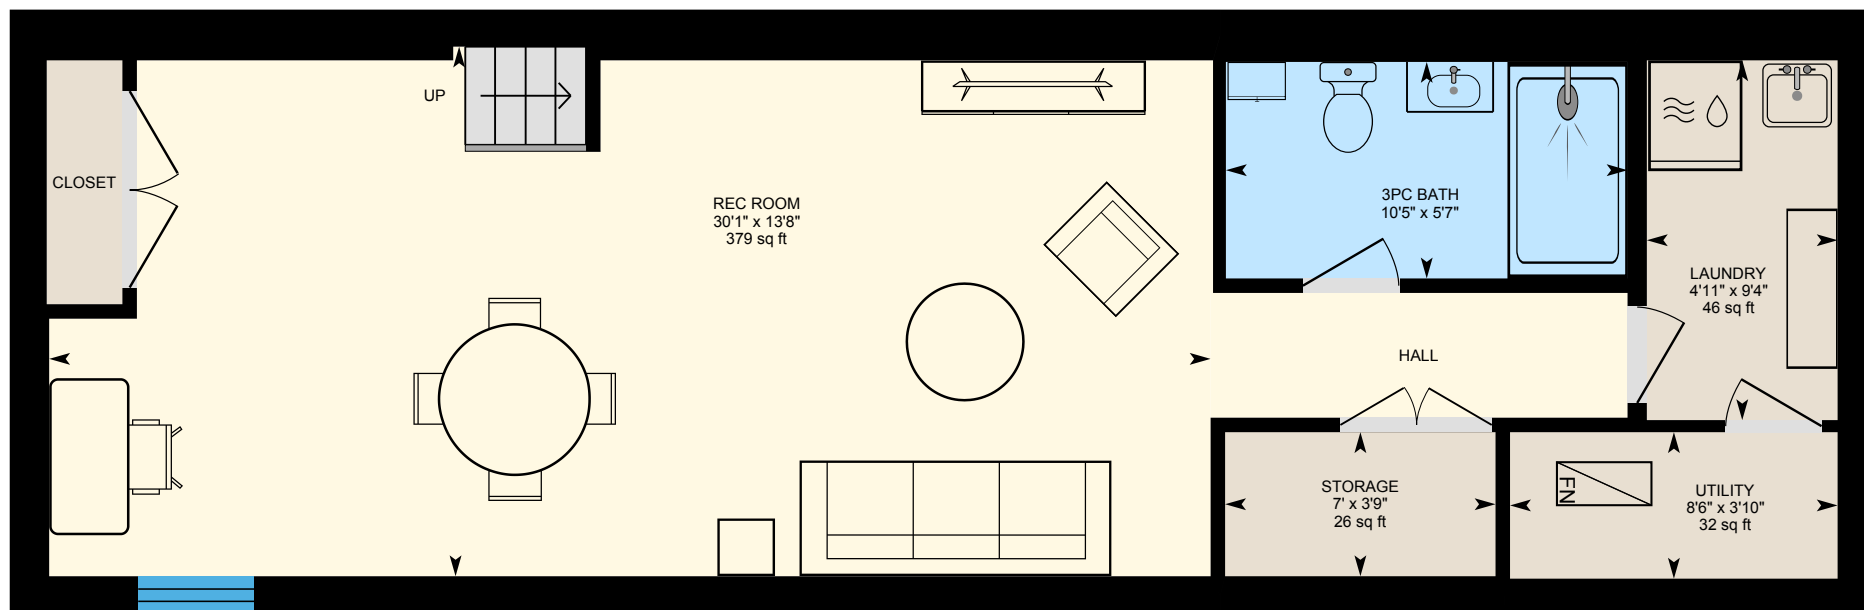 UP
CLOSET
REC ROOM
30'1" x 13'8"
379 sq ft
3PC BATH
10'5" x 5'7"
LAUNDRY
4'11" x 9'4"
46 sq ft
HALL
STORAGE
7' x 3'9"
26 sq ft
FN
UTILITY
8'6" x 3'10"
32 sq ft